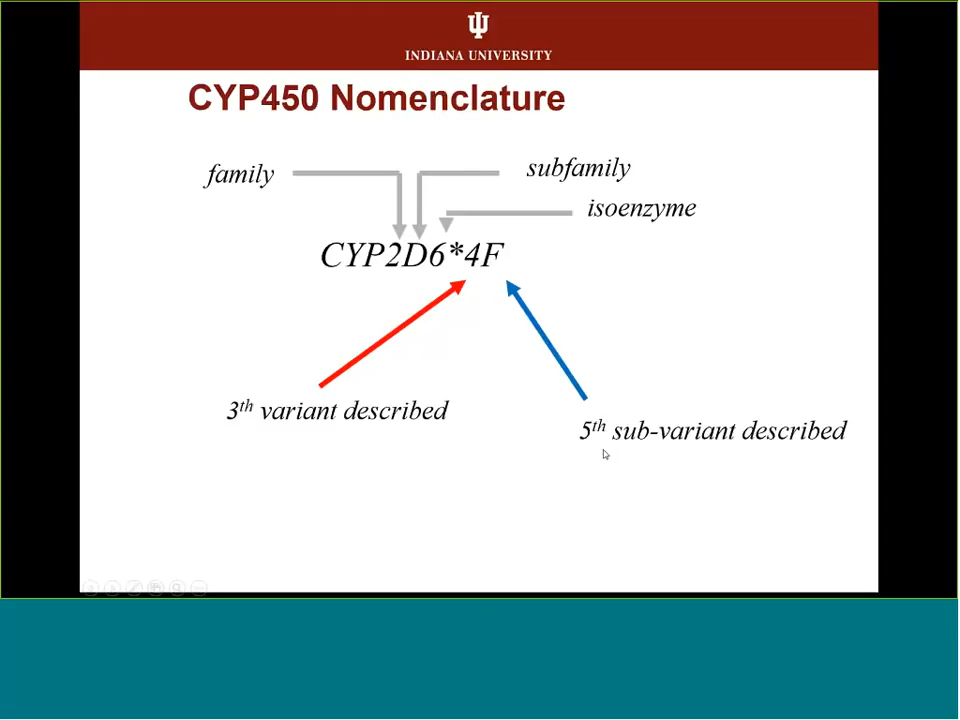 INDIANA UNIVERSITY
CYP450 Nomenclature
family
subfamily
isoenzyme
CYP2D6*4F
3th variant described
5th sub-variant described